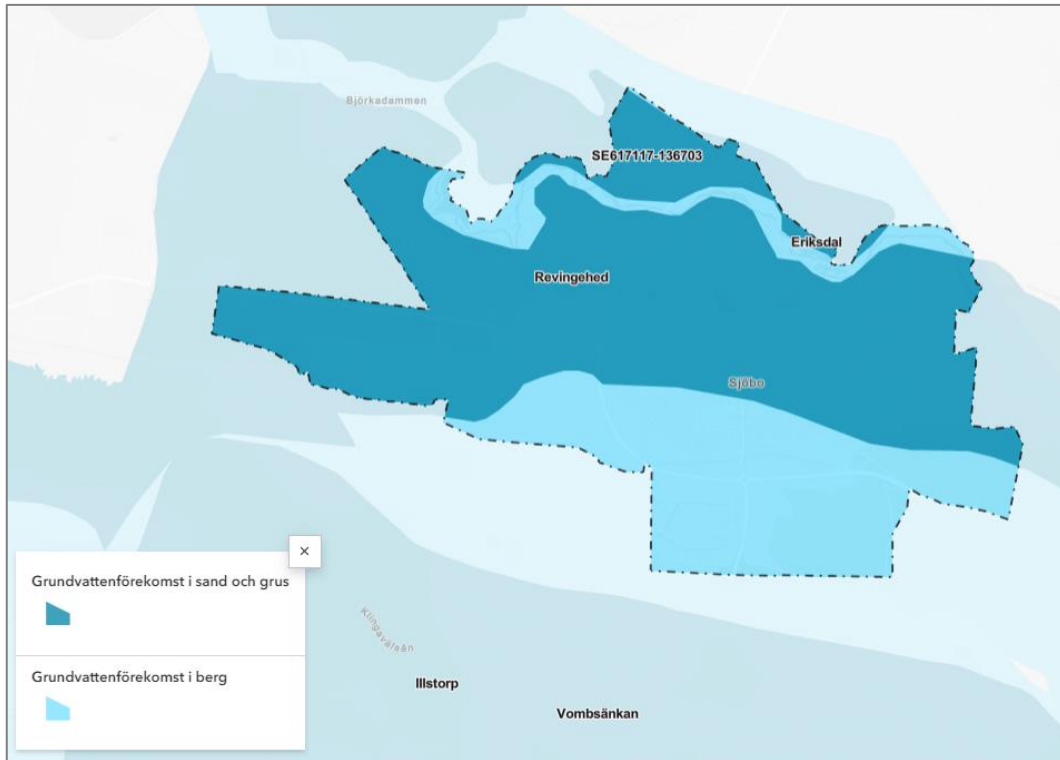 Björkadammen
SE617117-136703
Eriksdal
Revingehed
Sjöbo
×
Grundvattenförekomst i sand och grus
Grundvattenförekomst i berg
Klingavälsån
Illstorp
Vombsänkan